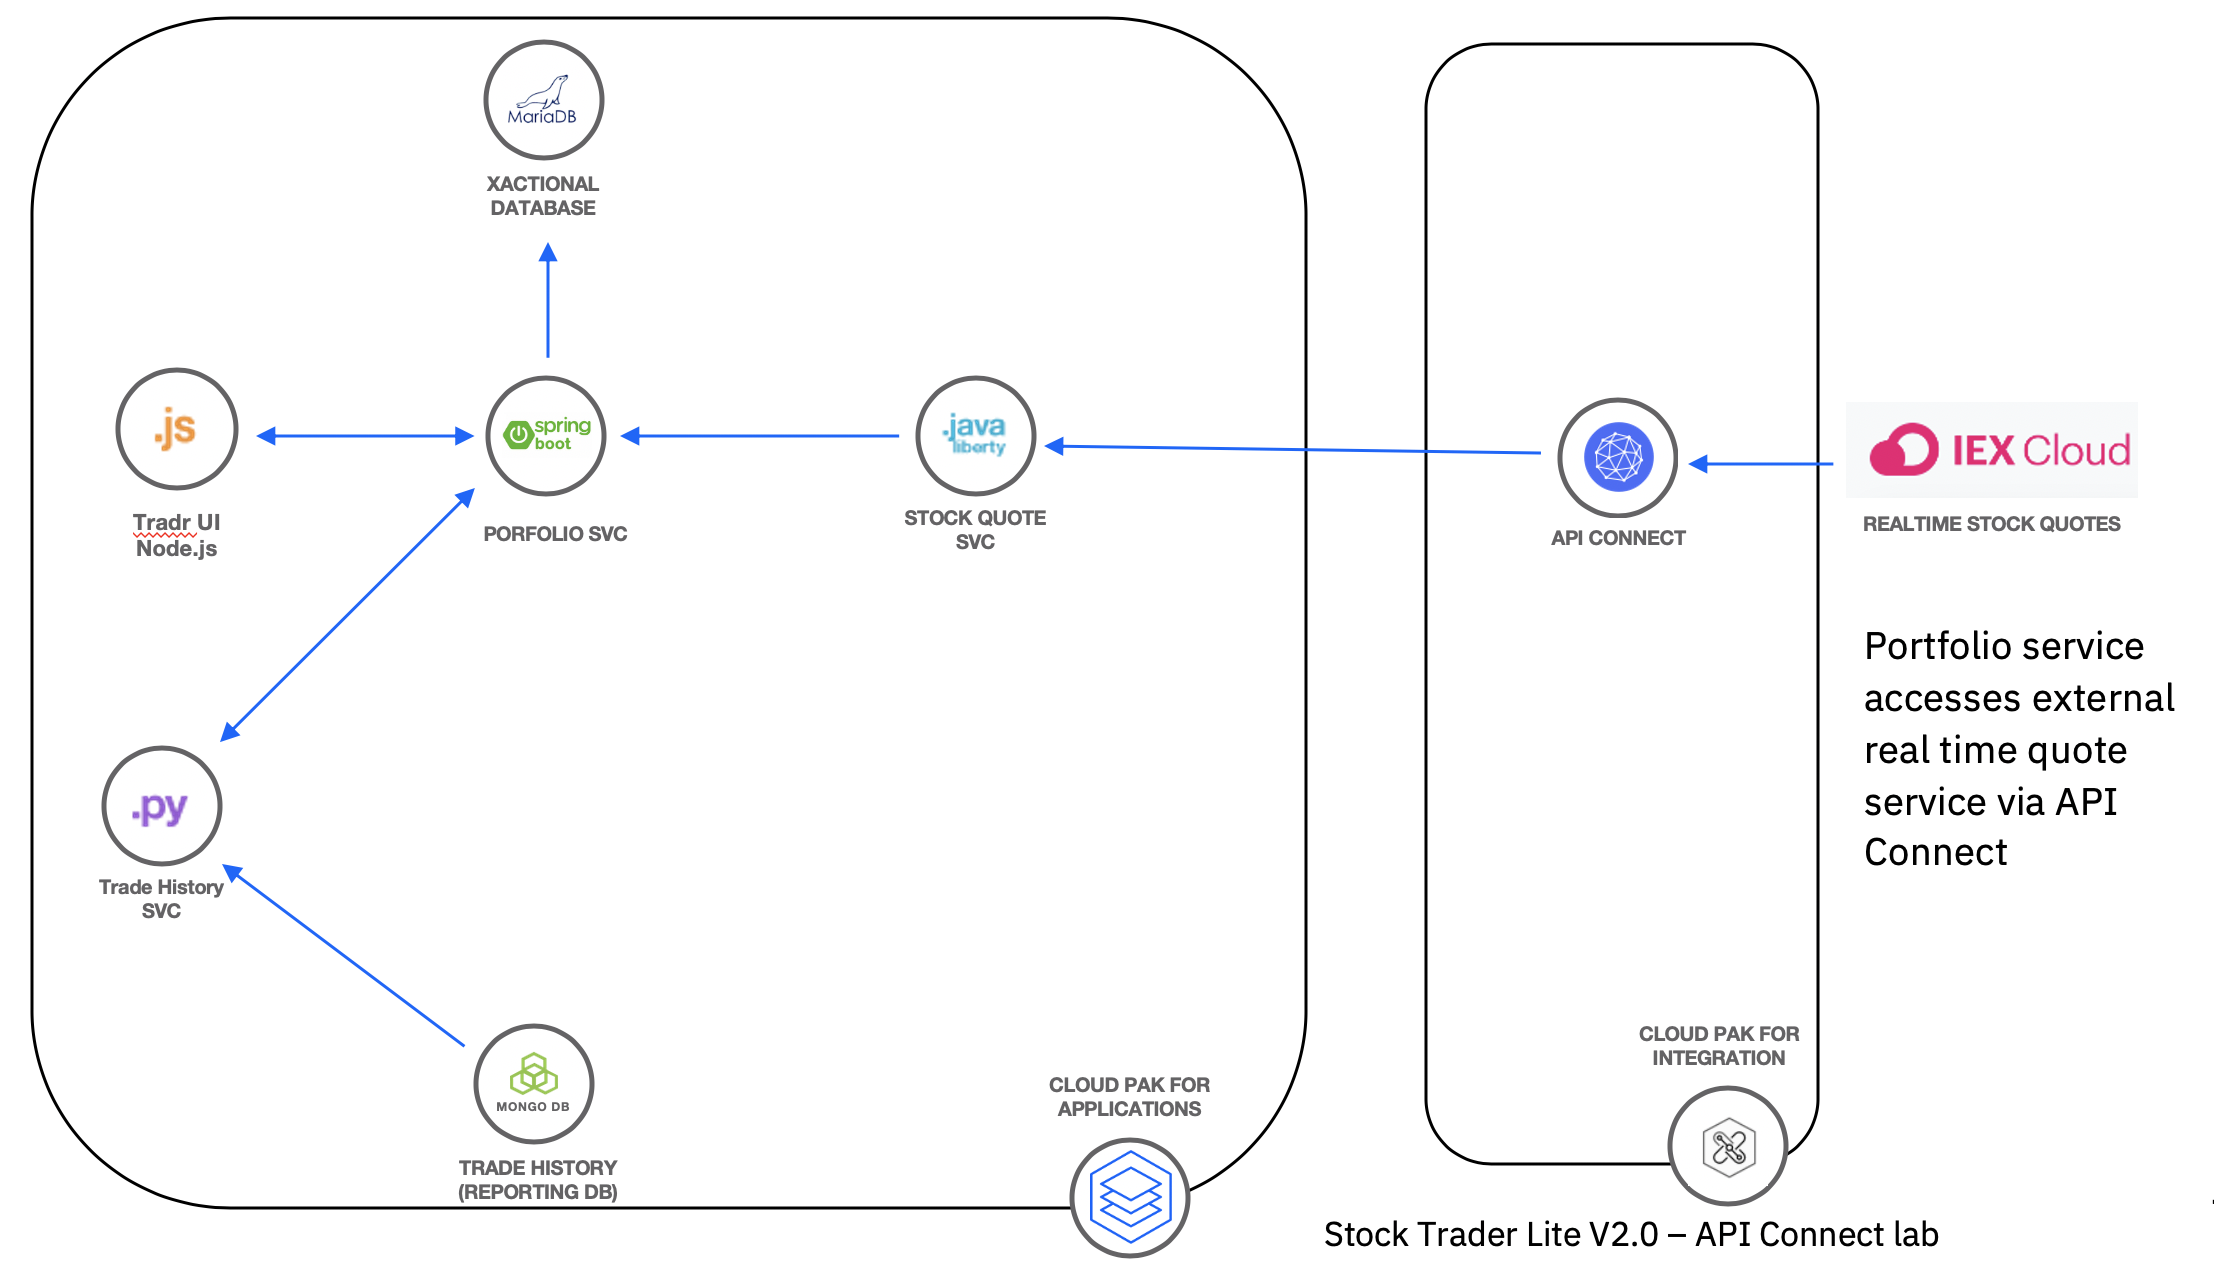 MariaDB
XACTIONAL
DATABASE
.js
Tradr UI
Node.js
spring
boot
PORFOLIO SVC
.java
liberty
STOCK QUOTE
SVC
API CONNECT
IEX Cloud
REALTIME STOCK QUOTES
Portfolio service
accesses external
real time quote
service via API
Connect
.py
Trade History
SVC
MONGO DB
TRADE HISTORY
(REPORTING DB)
CLOUD PAK FOR
APPLICATIONS
CLOUD PAK FOR
INTEGRATION
Stock Trader Lite V2.0 – API Connect lab